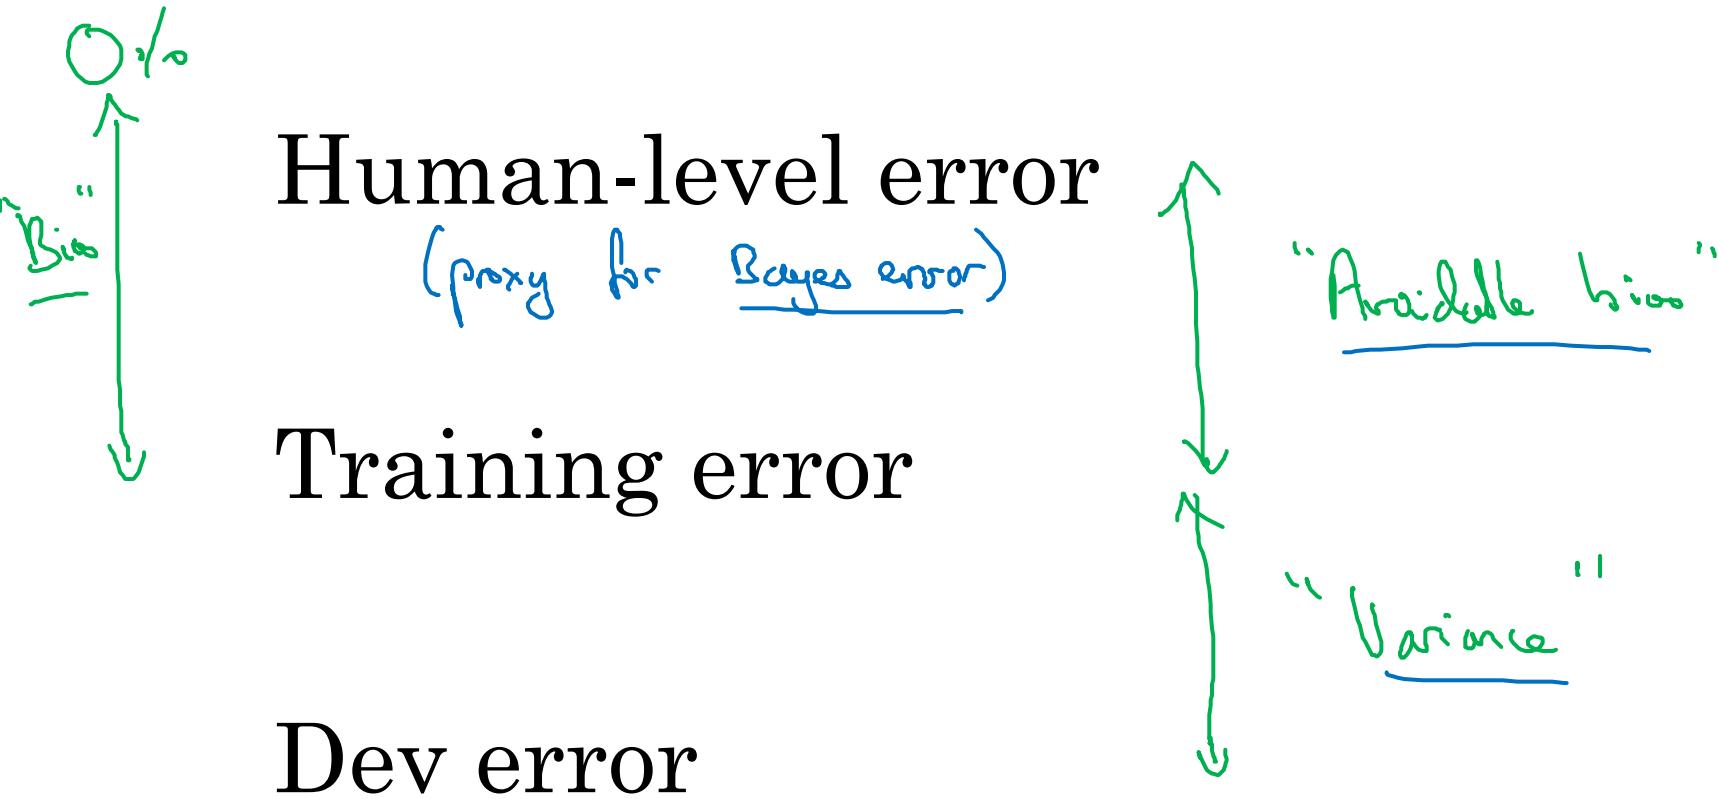 0%
Human-level error
"Bias"
(proxy for Bayes error)
"Avoidable bias"
Training error
"Variance"
Dev error